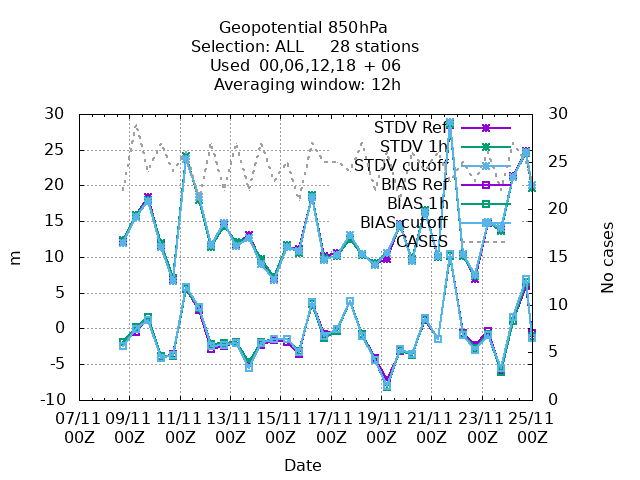 Geopotential 850hPa
Selection: ALL 28 stations
Used 00,06,12,18 + 06
Averaging window: 12h
30
25
20
15
10
5
0
-5
-10
m
30
25
20
15
10
5
0
No cases
STDV Ref
STDV 1h
STDV cutoff
BIAS Ref
BIAS 1h
BIAS cutoff
CASES
07/11 09/11 11/11 13/11 15/11 17/11 19/11 21/11 23/11 25/11
00Z 00Z 00Z 00Z 00Z 00Z 00Z 00Z 00Z 00Z
Date